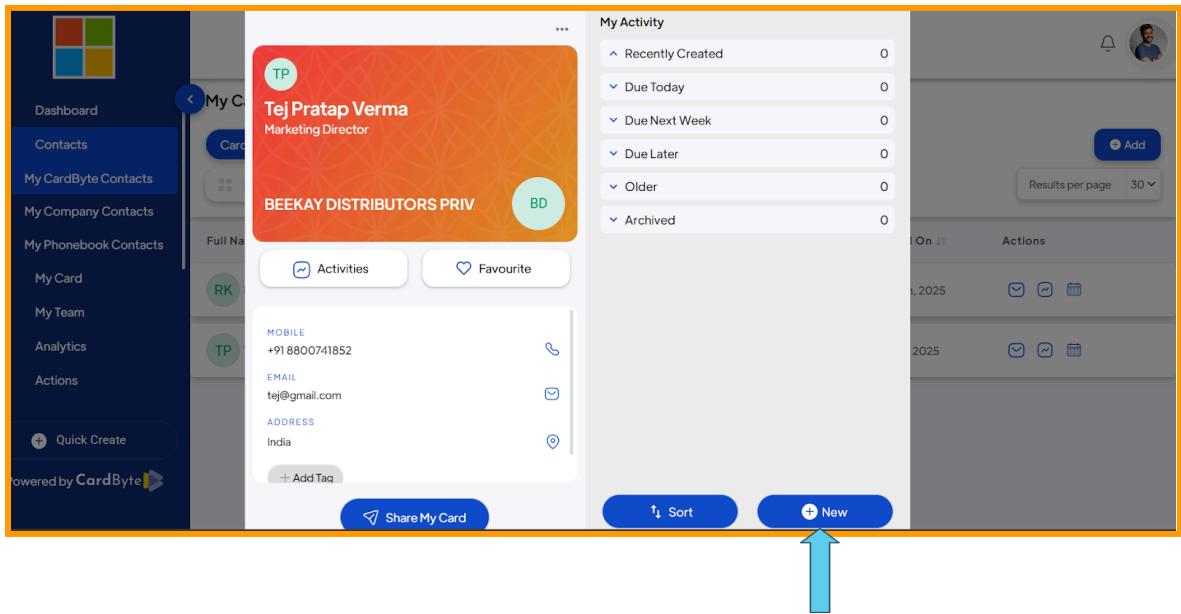 Dashboard
Contacts
My CardByte Contacts
My Company Contacts
My Phonebook Contacts
My Card
My Team
Analytics
Actions
Quick Create
owered by CardByte
My C
Card
Full Na
RK
TP
TP
Tej Pratap Verma
Marketing Director
BEEKAY DISTRIBUTORS PRIV.
BD
Activities
Favourite
MOBILE
+91 8800741852
EMAIL
tej@gmail.com
ADDRESS
India
Add Tag
Share My Card
My Activity
Recently Created 0
Due Today 0
Due Next Week 0
Due Later 0
Older 0
Archived 0
Sort
New
Add
Results per page 30
On
Actions
, 2025
2025